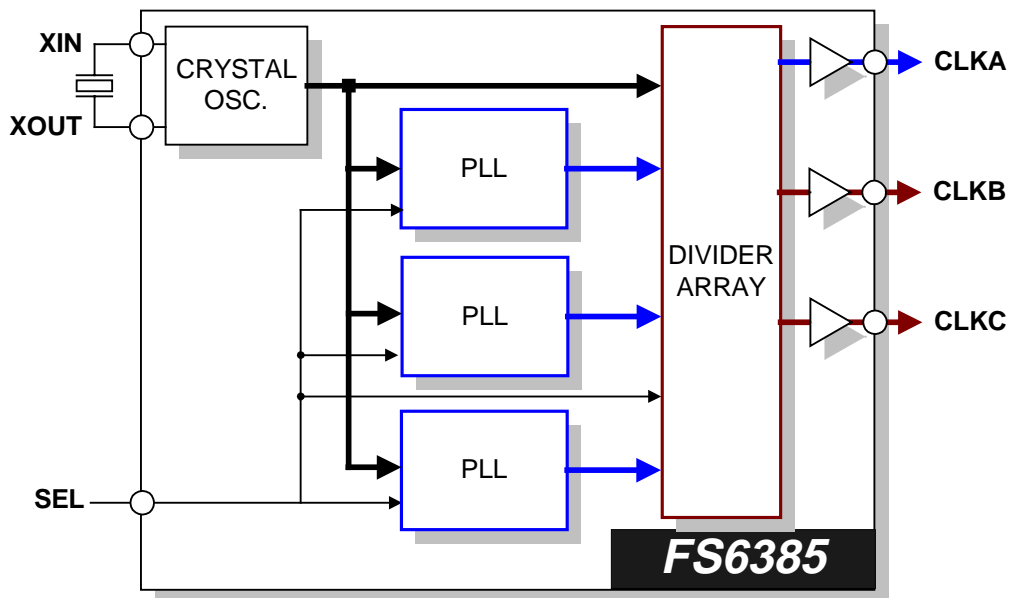 XIN
XOUT
CRYSTAL
OSC.
PLL
PLL
PLL
DIVIDER
ARRAY
CLKA
CLKB
CLKC
SEL
FS6385